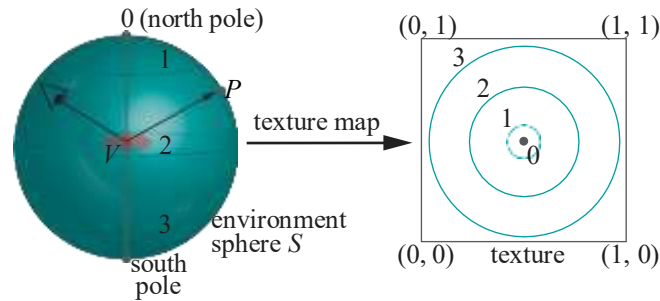 0 (north pole)
1
P
V
2
3
environment
sphere S
south
pole
texture map
(0, 1)
(1, 1)
3
2
1
0
(0, 0)
texture
(1, 0)